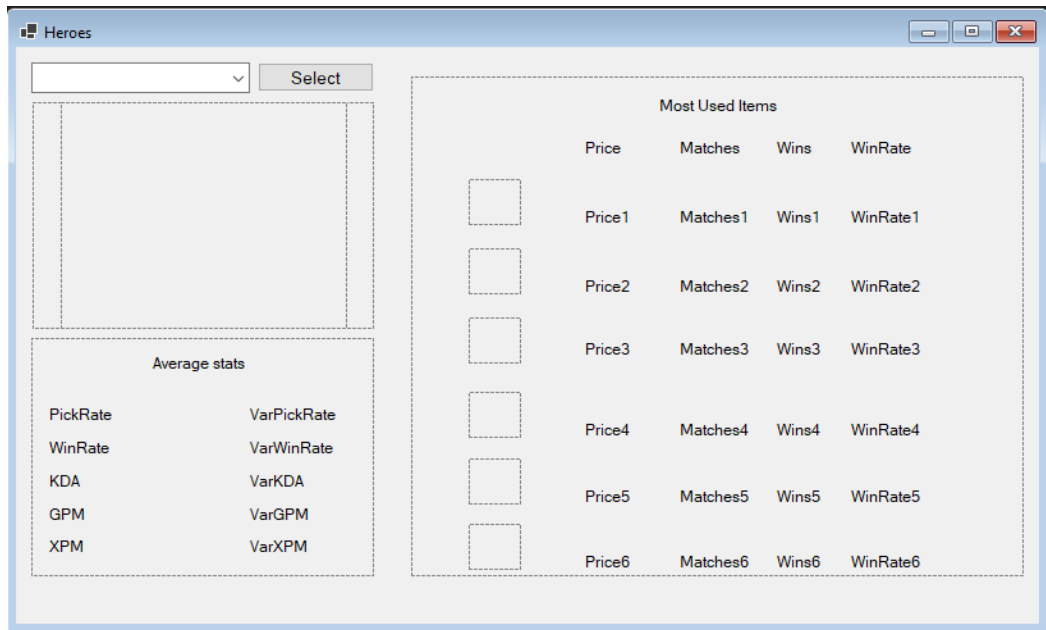 Heroes
Select
Average stats
PickRate VarPickRate
WinRate VarWinRate
KDA VarKDA
GPM VarGPM
XPM VarXPM
Most Used Items
Price Matches Wins WinRate
Price1 Matches1 Wins1 WinRate1
Price2 Matches2 Wins2 WinRate2
Price3 Matches3 Wins3 WinRate3
Price4 Matches4 Wins4 WinRate4
Price5 Matches5 Wins5 WinRate5
Price6 Matches6 Wins6 WinRate6